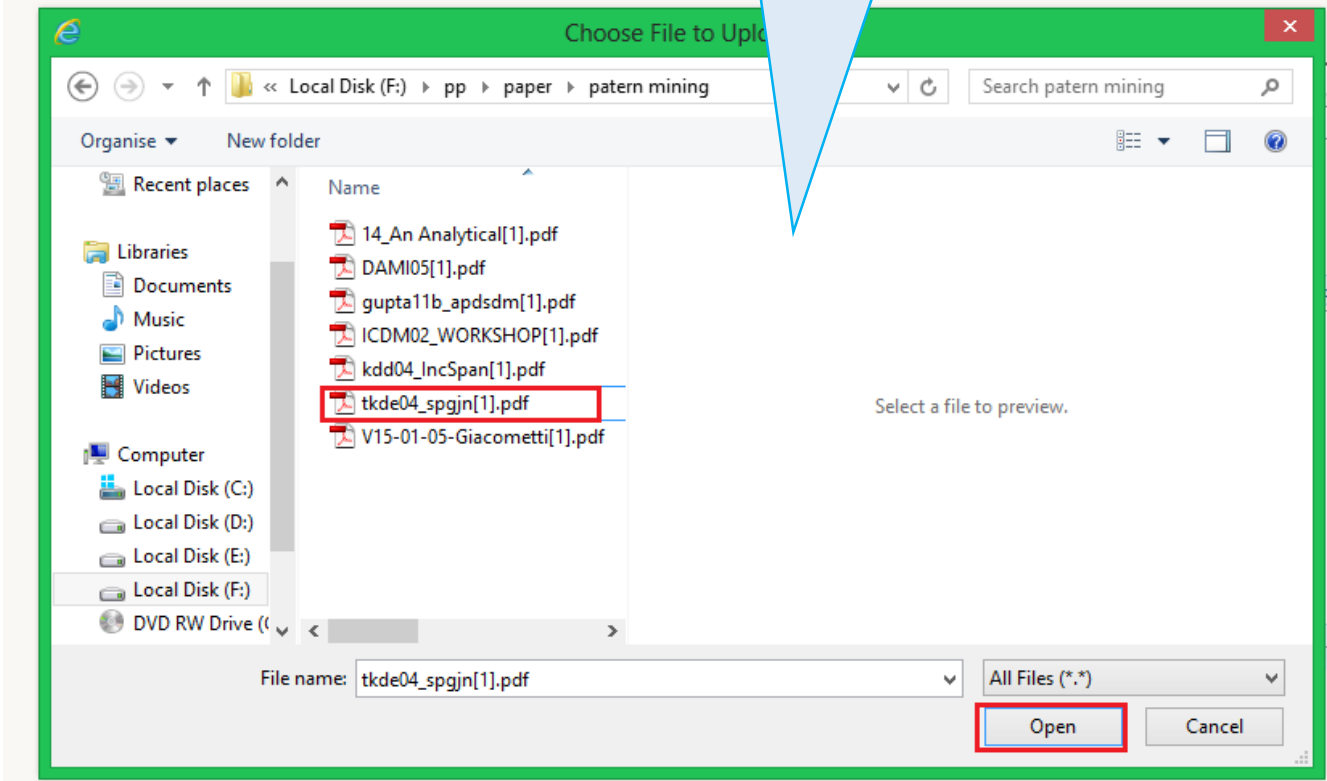 Choose File to Uplo
« Local Disk (F:) ▸ pp ▸ paper ▸ patern mining
Search patern mining
Organise
New folder
Recent places
Libraries
Documents
Music
Pictures
Videos
Computer
Local Disk (C:)
Local Disk (D:)
Local Disk (E:)
Local Disk (F:)
DVD RW Drive (
Name
14_An Analytical[1].pdf
DAMI05[1].pdf
gupta11b_apdsdm[1].pdf
ICDM02_WORKSHOP[1].pdf
kdd04_IncSpan[1].pdf
tkde04_spgjn[1].pdf
V15-01-05-Giacometti[1].pdf
Select a file to preview.
File name: tkde04_spgjn[1].pdf
All Files (*.*)
Open
Cancel